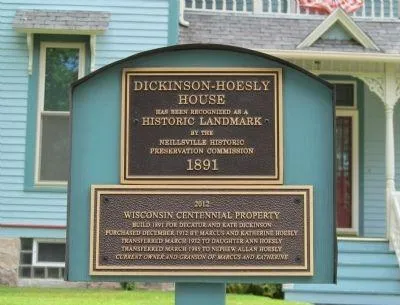 DICKINSON-HOESLY
HOUSE
HAS BEEN RECOGNIZED AS A
HISTORIC LANDMARK
BY THE
NEILLSVILLE HISTORIC
PRESERVATION COMMISSION
1891
2012
WISCONSIN CENTENNIAL PROPERTY
BUILD 1891 FOR DECATUR AND KATE DICKINSON
PURCHASED DECEMBER 1912 BY MARCUS AND KATHERINE HOESLY
TRANSFERRED MARCH 1932 TO DAUGHTER ANN HOESLY
TRANSFERRED MARCH 1985 TO NEPHEW ALLAN HOESLY
CURRENT OWNER AND GRANSON OF MARCUS AND KATHERINE